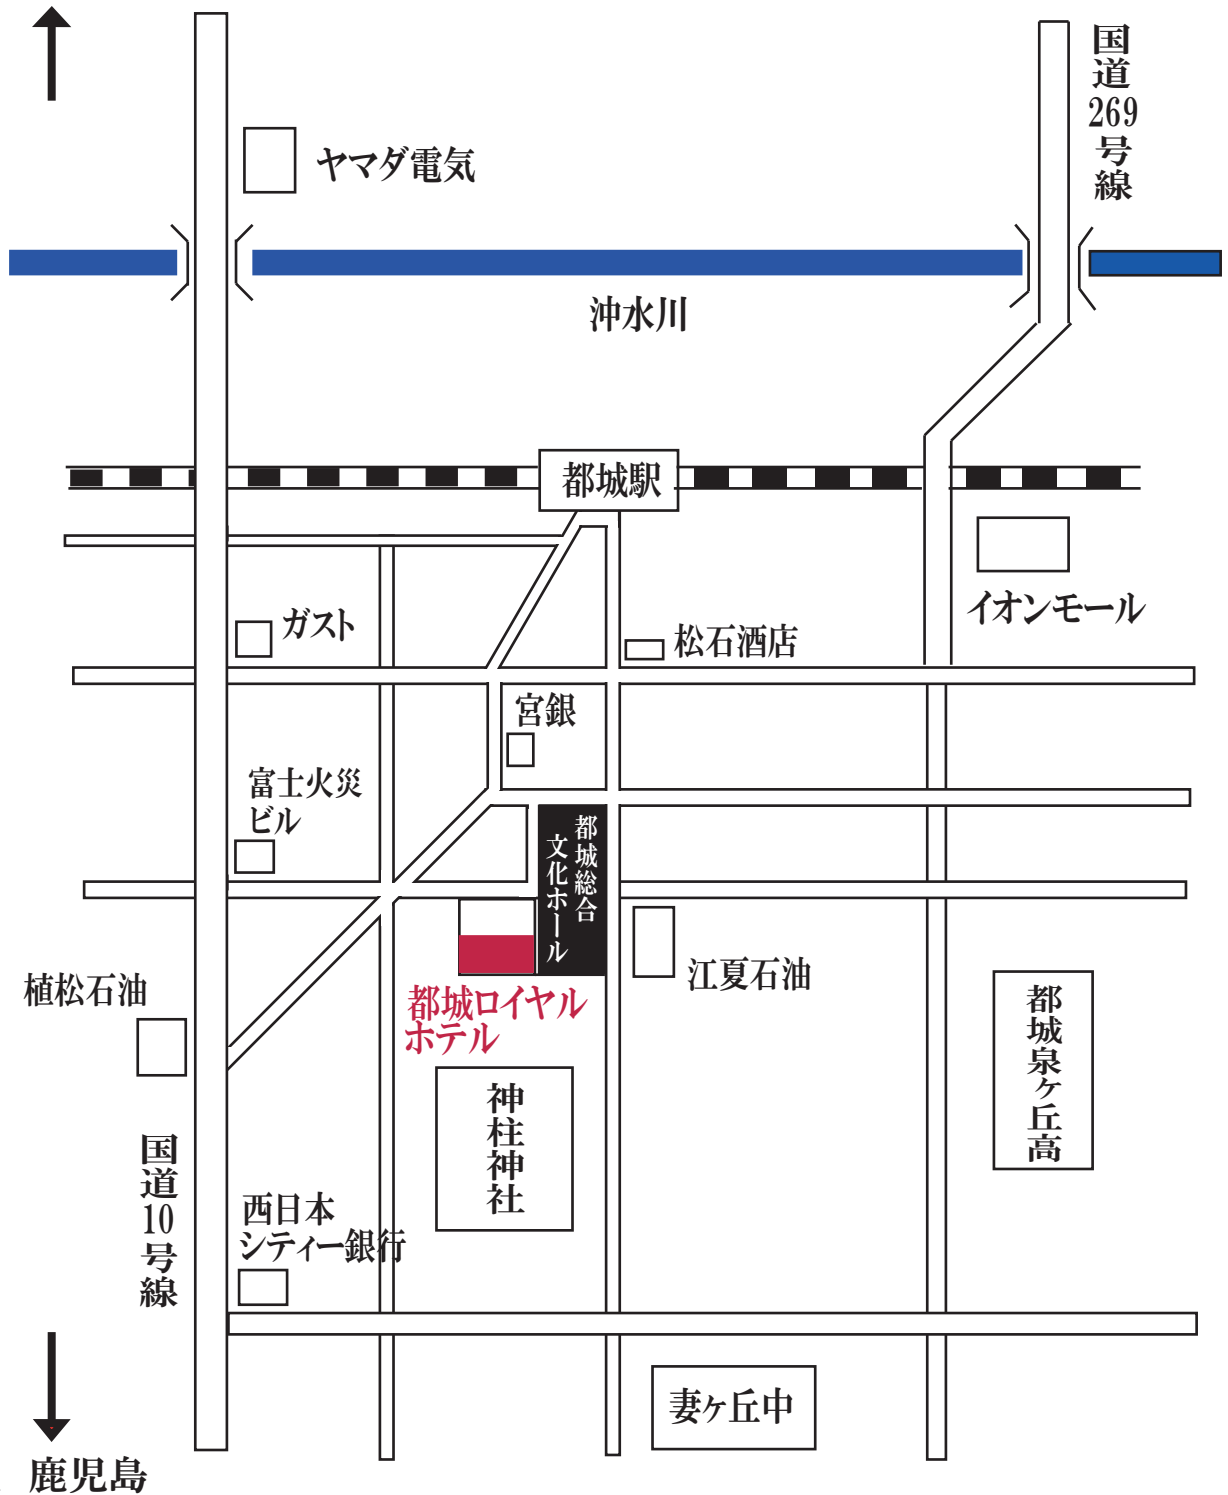 国道269号線
ヤマダ電気
沖水川
都城駅
イオンモール
ガスト
松石酒店
宮銀
富士火災
ビル
都城総合
文化ホール
江夏石油
植松石油
都城ロイヤル
ホテル
都城泉ヶ丘高
神柱神社
国道10号線
西日本
シティー銀行
妻ヶ丘中
鹿児島